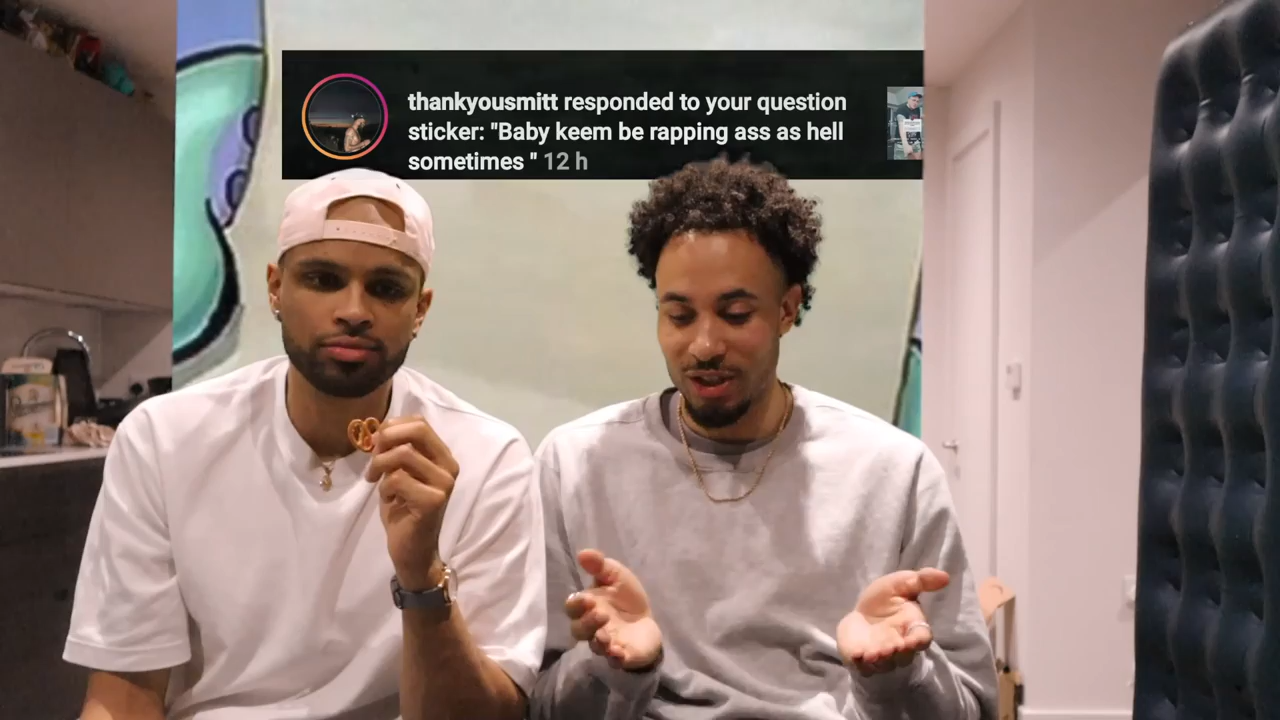 thankyousmitt responded to your question
sticker: "Baby keem be rapping ass as hell
sometimes " 12 h